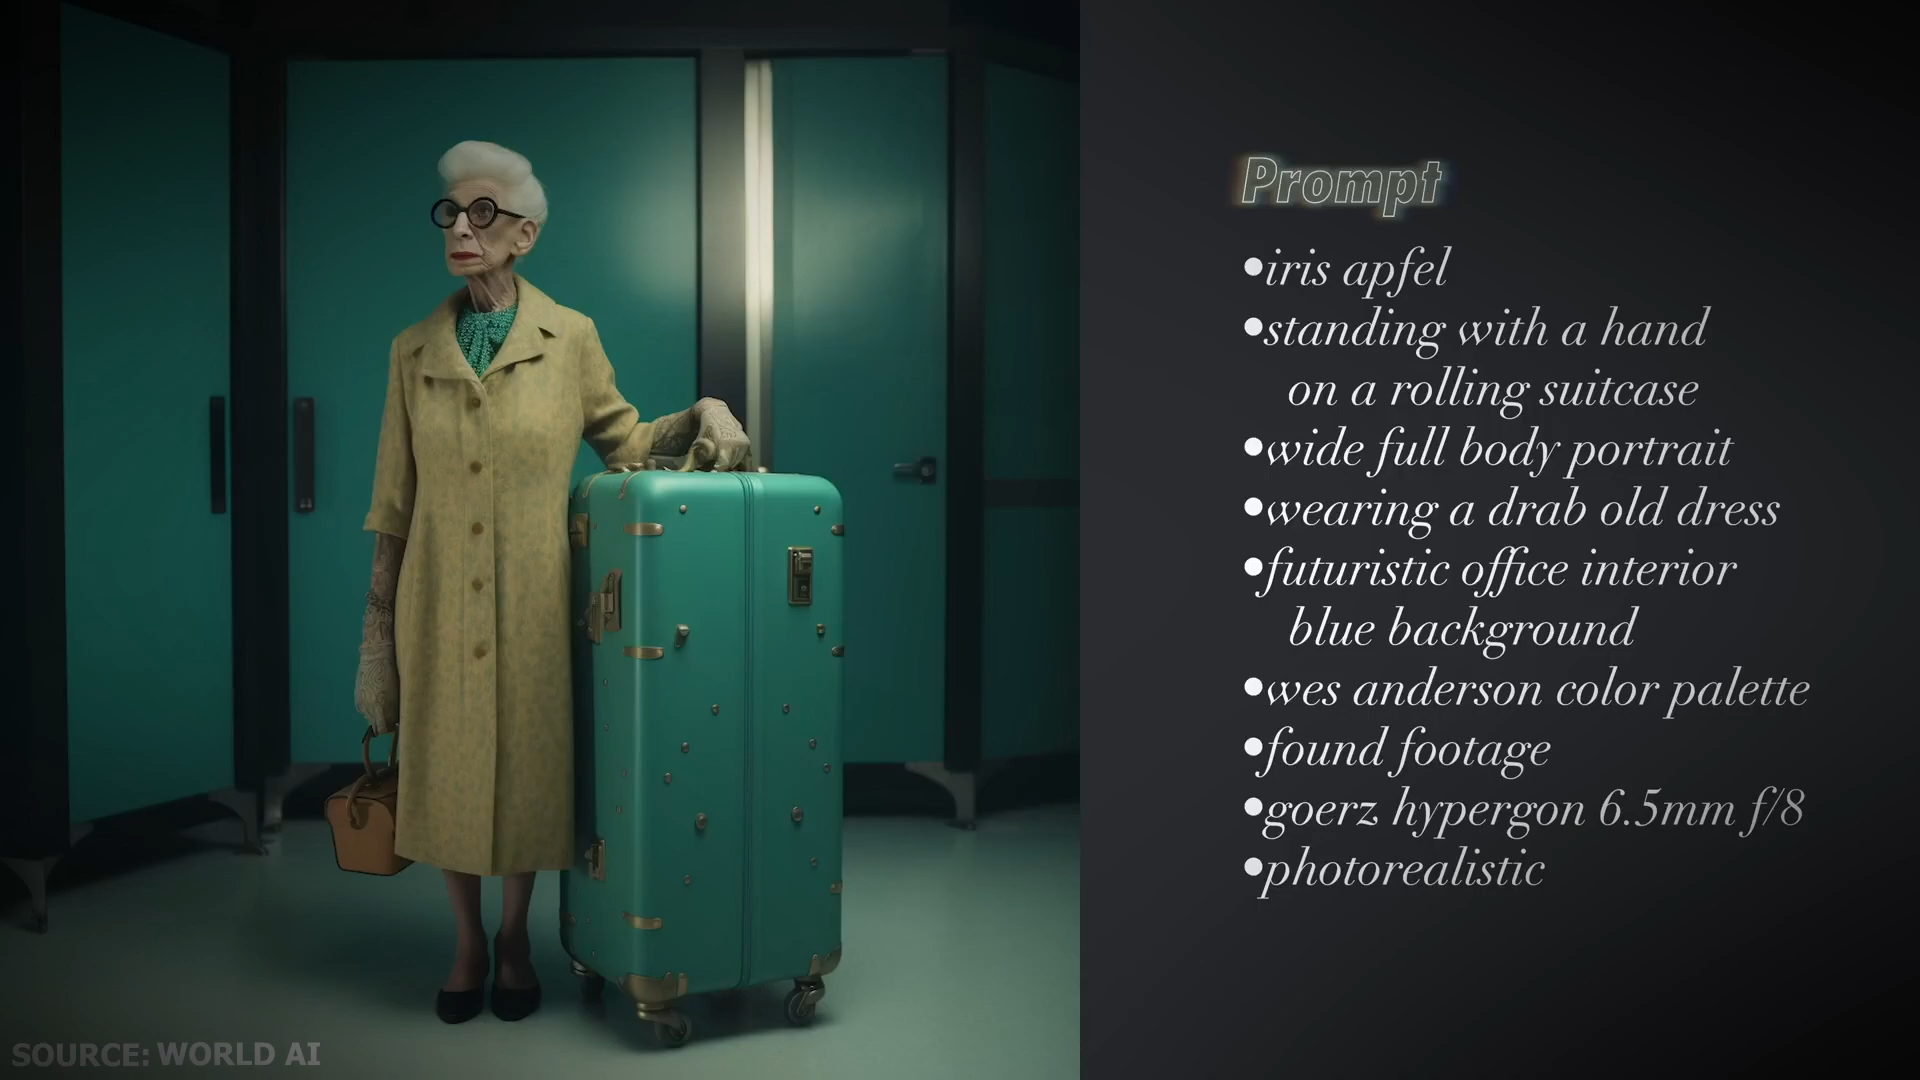 Prompt
•iris apfel
•standing with a hand
on a rolling suitcase
•wide full body portrait
•wearing a drab old dress
•futuristic office interior
blue background
•wes anderson color palette
•found footage
•goerz hypergon 6.5mm f/8
•photorealistic
SOURCE: WORLD AI